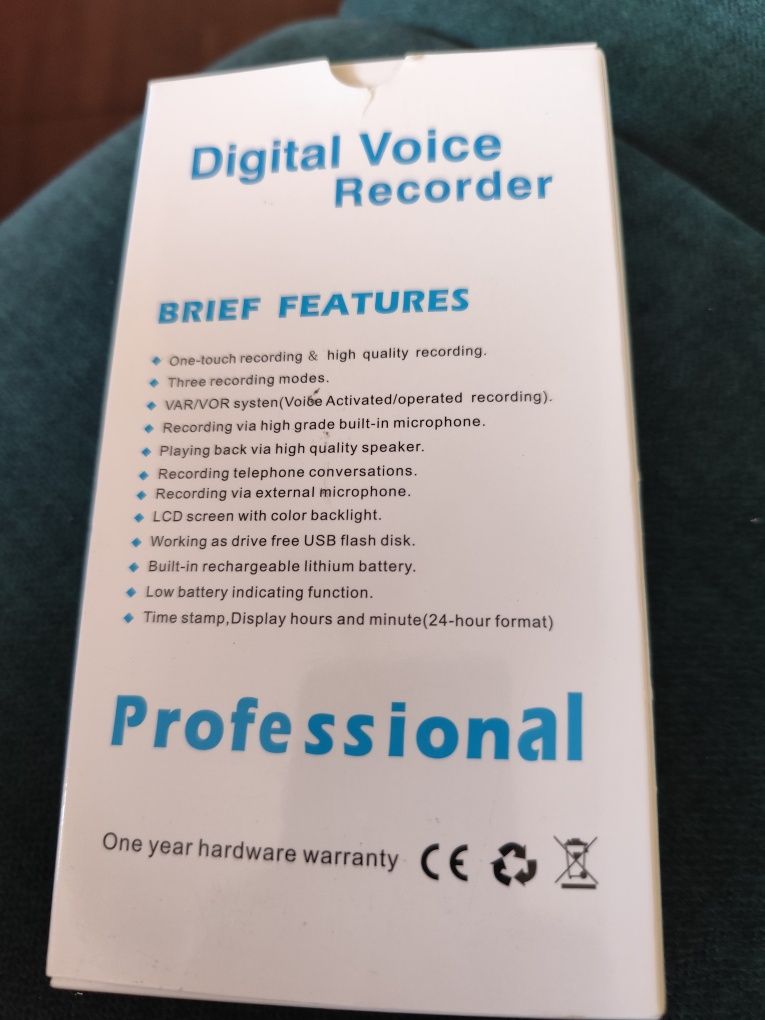 Digital Voice
Recorder
BRIEF FEATURES
One-touch recording & high quality recording.
Three recording modes.
VAR/VOR systen(Voice Activated/operated recording).
Recording via high grade built-in microphone.
Playing back via high quality speaker.
Recording telephone conversations.
Recording via external microphone.
LCD screen with color backlight.
Working as drive free USB flash disk.
Built-in rechargeable lithium battery.
Low battery indicating function.
Time stamp,Display hours and minute(24-hour format)
Professional
One year hardware warranty CE